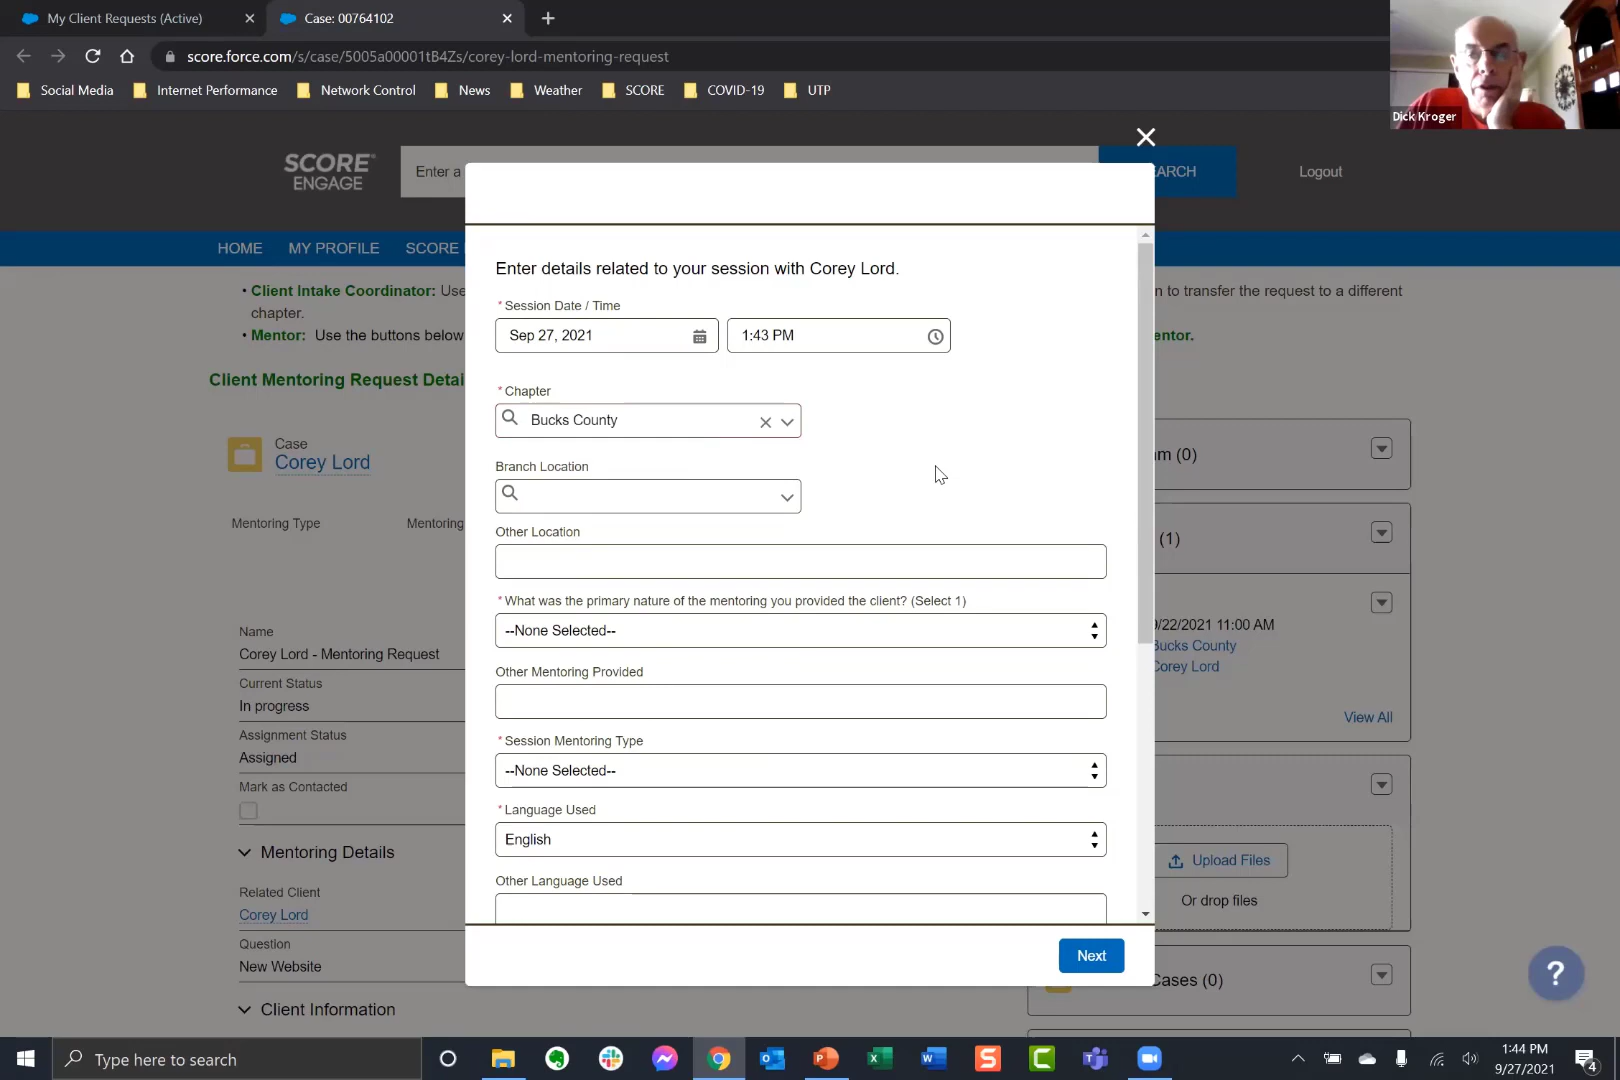 My Client Requests (Active)
Case: 00764102
score.force.com/s/case/5005a00001tB4Zs/corey-lord-mentoring-request
Social Media
Internet Performance
Network Control
News
Weather
SCORE
COVID-19
UTP
Dick Kroger
SCORE
ENGAGE
Enter a
ARCH
Logout
HOME
MY PROFILE
SCORE
• Client Intake Coordinator: Use
n to transfer the request to a different
chapter.
• Mentor: Use the buttons below
entor.
Client Mentoring Request Detai
Case
Corey Lord
Mentoring Type
Mentoring
Name
Corey Lord - Mentoring Request
Current Status
In progress
Assignment Status
Assigned
Mark as Contacted
Mentoring Details
Related Client
Corey Lord
Question
New Website
Client Information
Enter details related to your session with Corey Lord.
*Session Date / Time
Sep 27, 2021
1:43 PM
*Chapter
Bucks County
Branch Location
Other Location
*What was the primary nature of the mentoring you provided the client? (Select 1)
--None Selected--
Other Mentoring Provided
*Session Mentoring Type
--None Selected--
*Language Used
English
Other Language Used
Next
am (0)
(1)
9/22/2021 11:00 AM
Bucks County
Corey Lord
View All
Upload Files
Or drop files
Cases (0)
?
Type here to search
1:44 PM
9/27/2021
4